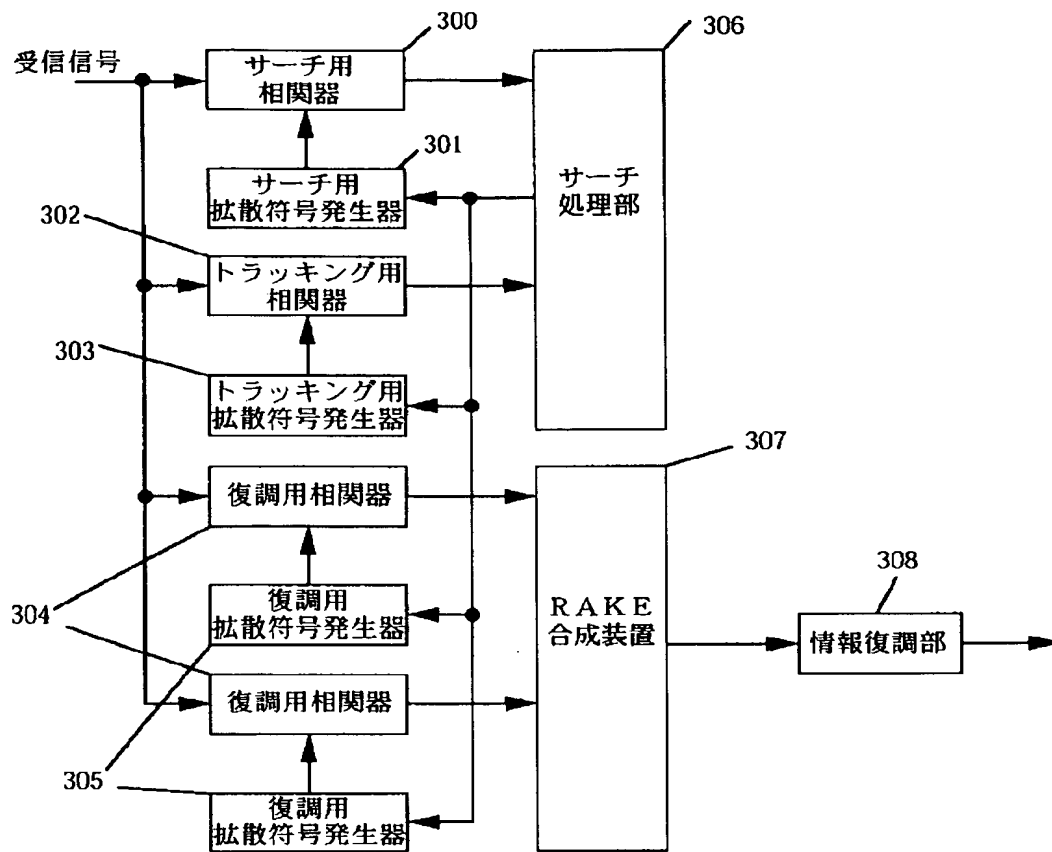 300
306
受信信号
サーチ用
相関器
301
サーチ用
拡散符号発生器
サーチ
処理部
302
トラッキング用
相関器
303
トラッキング用
拡散符号発生器
307
復調用相関器
304
復調用
拡散符号発生器
RAKE
合成装置
308
情報復調部
復調用相関器
305
復調用
拡散符号発生器